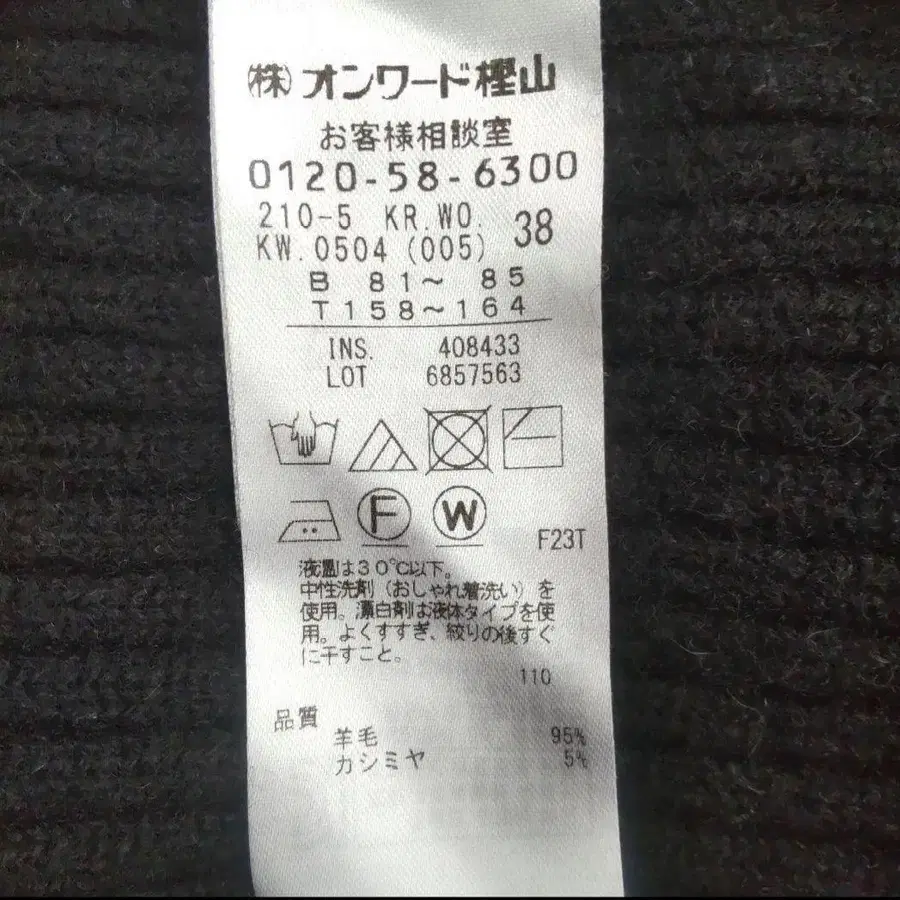 ㈱オンワード樫山
お客様相談室
0120-58-6300
210-5 KR.WO. 38
KW.0504 (005)
B 81～ 85
T158～164
INS. 408433
LOT 6857563
F W
F23T
液温は30℃以下。
中性洗剤（おしゃれ着洗い）を
使用。漂白剤は液体タイプを使
用。よくすすぎ、絞りの後すぐ
に干すこと。
110
品質
羊毛 95%
カシミヤ 5%